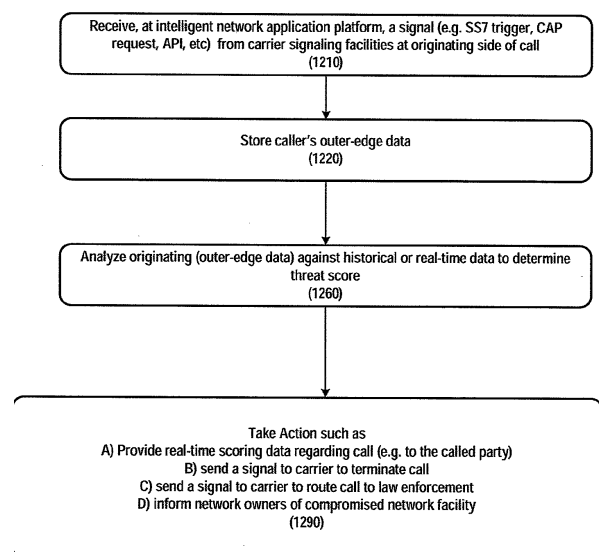 Receive, at intelligent network application platform, a signal (e.g. SS7 trigger, CAP
request, API, etc) from carrier signaling facilities at originating side of call
(1210)
Store caller's outer-edge data
(1220)
Analyze originating (outer-edge data) against historical or real-time data to determine
threat score
(1260)
Take Action such as
A) Provide real-time scoring data regarding call (e.g. to the called party)
B) send a signal to carrier to terminate call
C) send a signal to carrier to route call to law enforcement
D) inform network owners of compromised network facility
(1290)